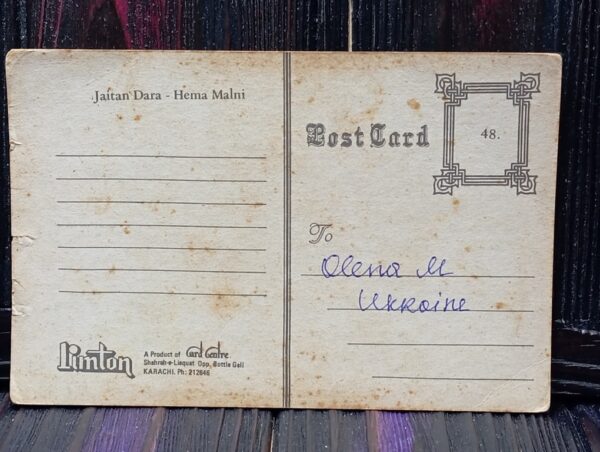 Jaitan Dara - Hema Malni
Post Card
48.
To
Olena M
Ukraine
Limton
A Product of Card Centre
Shahrah-e-Liaquat Opp. Bottle Gali
KARACHI. Ph: 212646